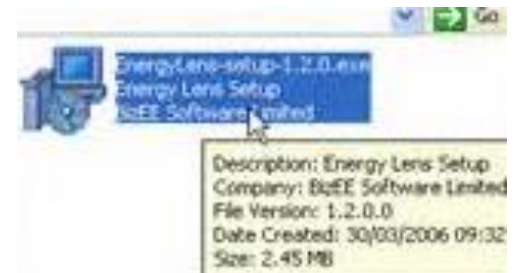 Go
EnergyLens-setup-1.2.0.exe
Energy Lens Setup
BizEE Software Limited
Description: Energy Lens Setup
Company: BizEE Software Limited
File Version: 1.2.0.0
Date Created: 30/03/2006 09:32
Size: 2.45 MB